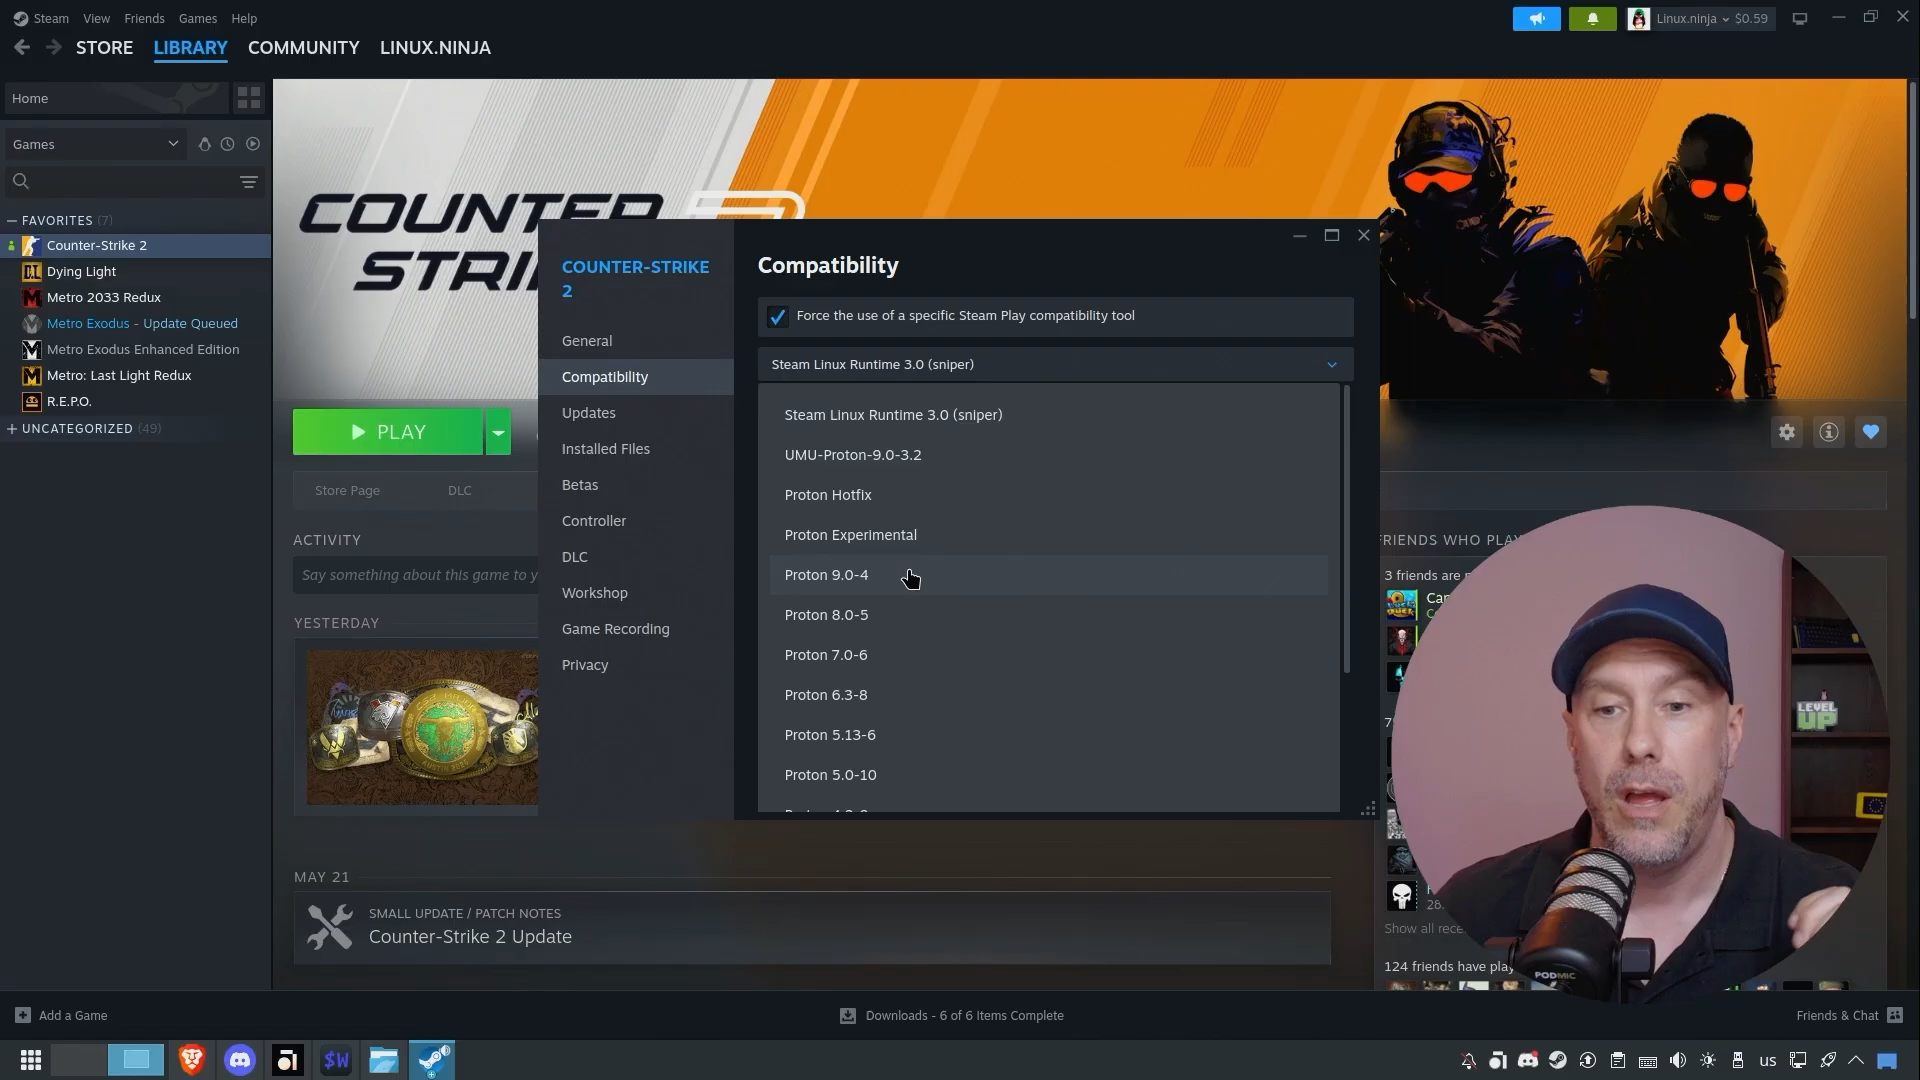 Steam View Friends Games Help
Linux.ninja $0.59
STORE LIBRARY COMMUNITY LINUX.NINJA
Home
Games
FAVORITES (7)
Counter-Strike 2
Dying Light
Metro 2033 Redux
Metro Exodus - Update Queued
Metro Exodus Enhanced Edition
Metro: Last Light Redux
R.E.P.O.
UNCATEGORIZED (49)
COUNTER
STRI
PLAY
Store Page DLC
ACTIVITY
Say something about this game to y
YESTERDAY
MAY 21
SMALL UPDATE / PATCH NOTES
Counter-Strike 2 Update
COUNTER-STRIKE
2
General
Compatibility
Updates
Installed Files
Betas
Controller
DLC
Workshop
Game Recording
Privacy
Compatibility
Force the use of a specific Steam Play compatibility tool
Steam Linux Runtime 3.0 (sniper)
Steam Linux Runtime 3.0 (sniper)
UMU-Proton-9.0-3.2
Proton Hotfix
Proton Experimental
Proton 9.0-4
Proton 8.0-5
Proton 7.0-6
Proton 6.3-8
Proton 5.13-6
Proton 5.0-10
FRIENDS WHO PLAY
3 friends are
Show all rece
124 friends have play
LEVEL
UP
PODMIC
Add a Game
Downloads - 6 of 6 Items Complete
Friends & Chat
$W
us